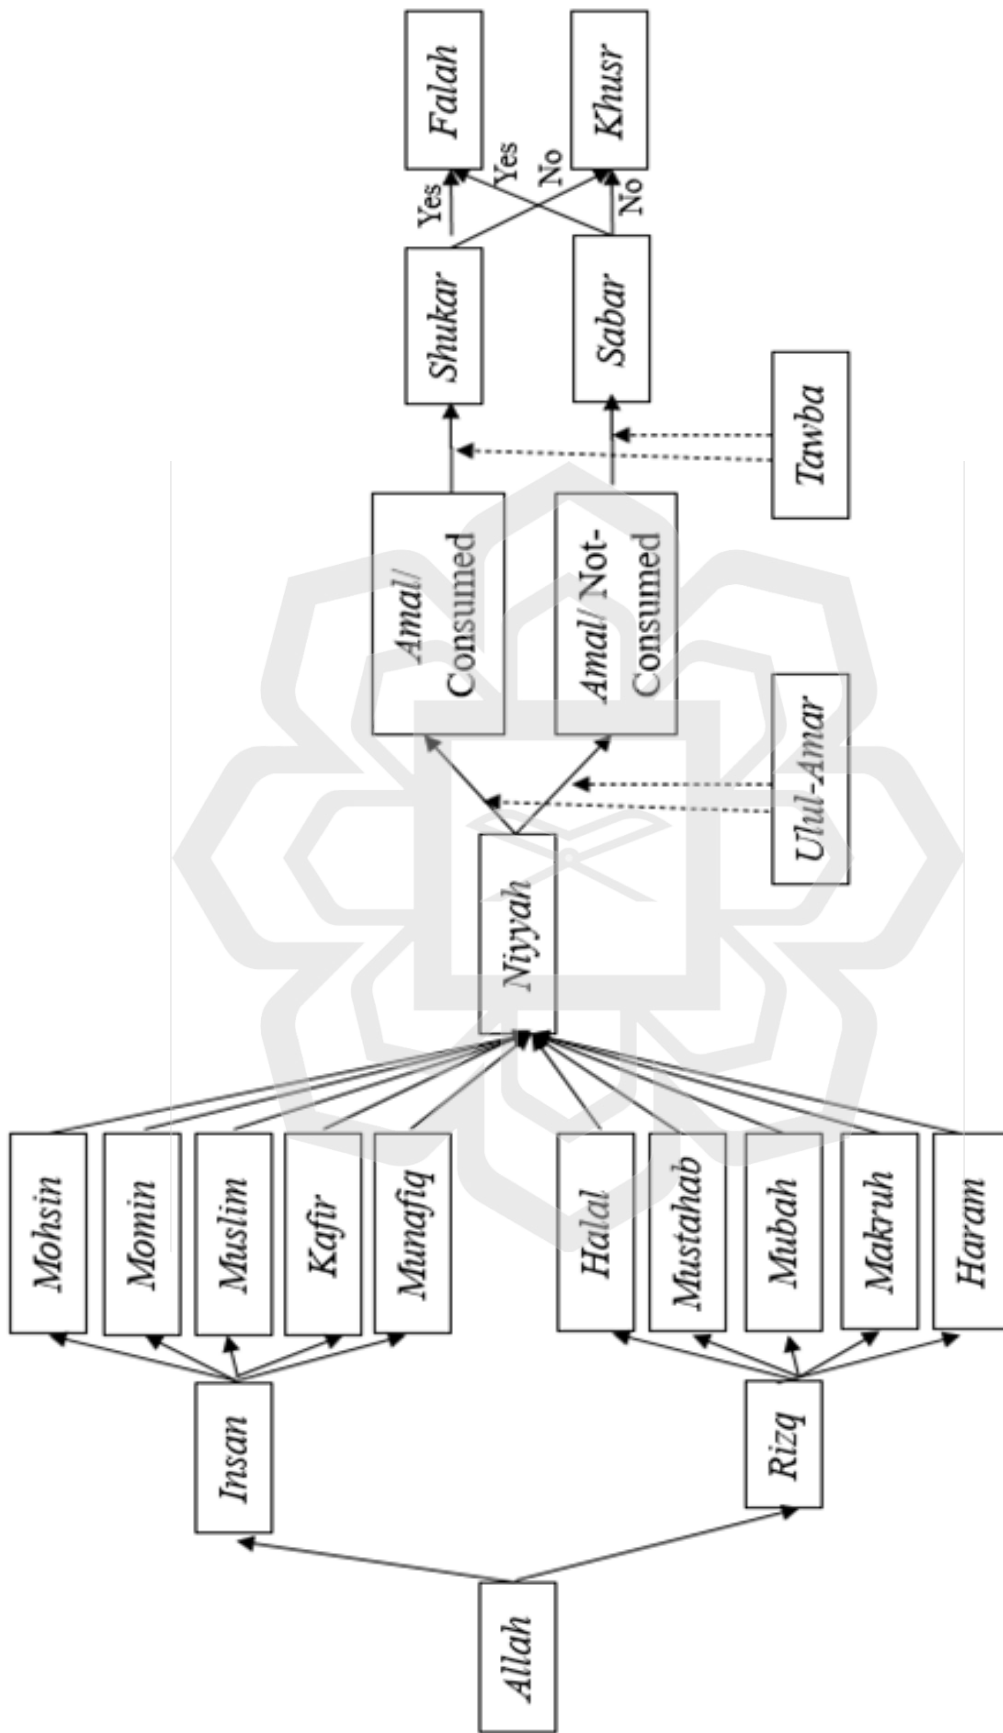 Allah
Insan
Rizq
Mohsin
Momin
Muslim
Kafir
Munafiq
Halal
Mustahab
Mubah
Makruh
Haram
Niyyah
Amal/
Consumed
Amal/ Not-
Consumed
Ulul-Amar
Shukar
Sabar
Tawba
Yes
Yes
No
No
Falah
Khusr